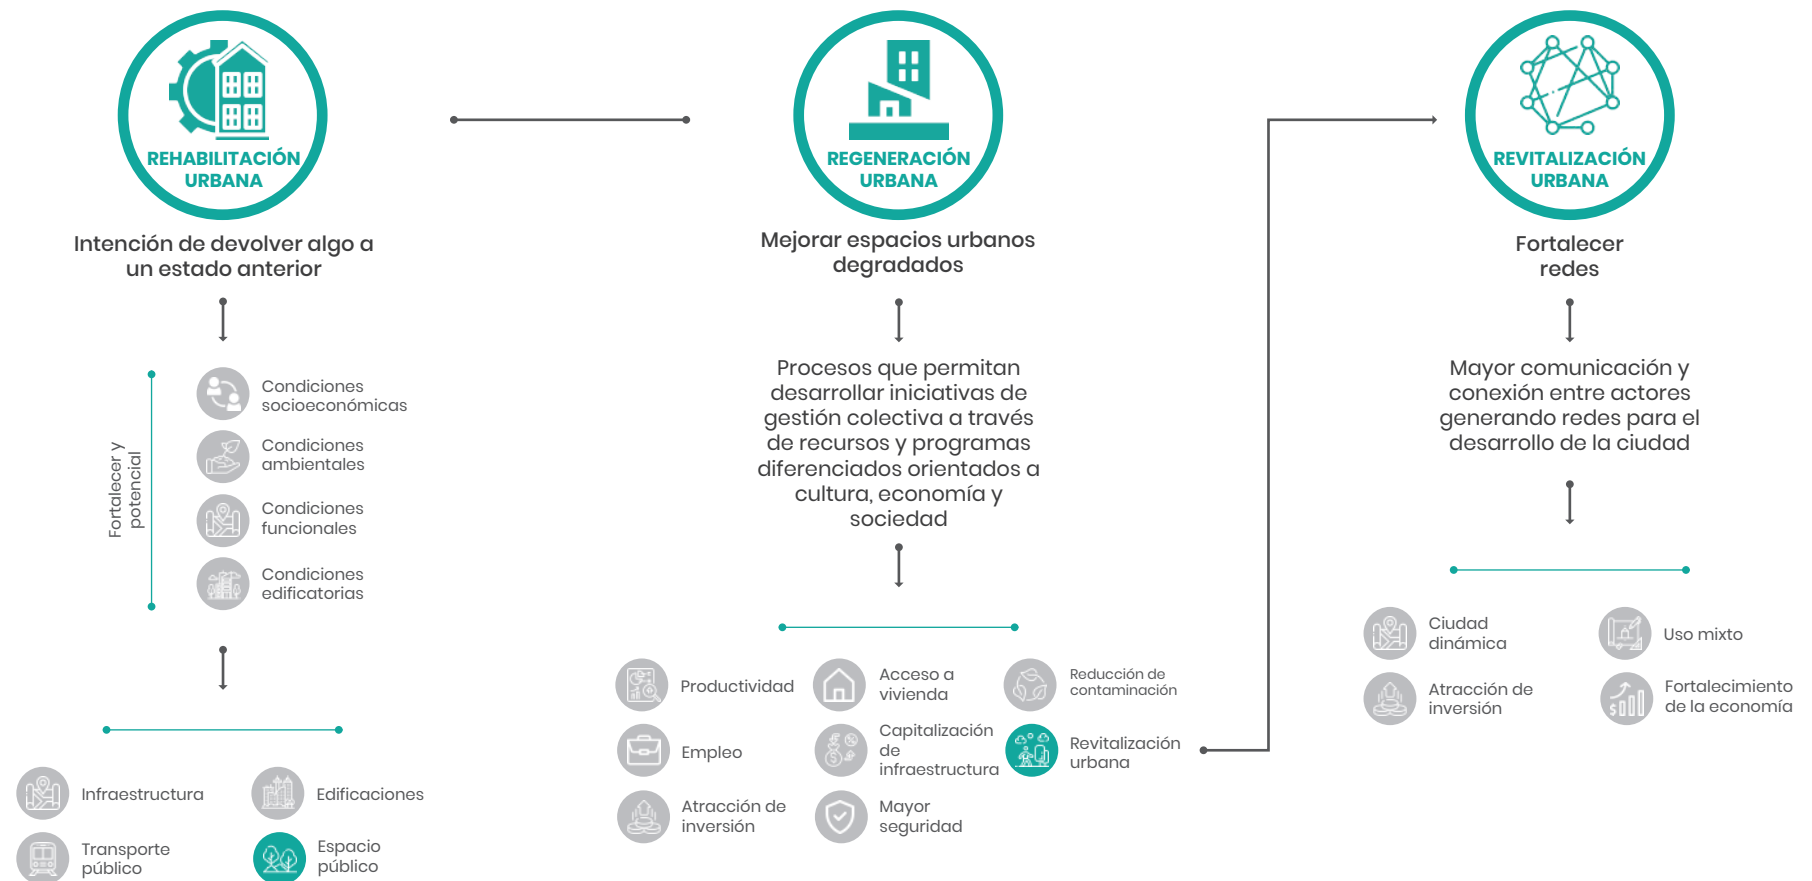 REHABILITACIÓN
URBANA
Intención de devolver algo a
un estado anterior
Fortalecer y
potencial
Condiciones
socioeconómicas
Condiciones
ambientales
Condiciones
funcionales
Condiciones
edificatorias
Infraestructura
Edificaciones
Transporte
público
Espacio
público
REGENERACIÓN
URBANA
Mejorar espacios urbanos
degradados
Procesos que permitan
desarrollar iniciativas de
gestión colectiva a través
de recursos y programas
diferenciados orientados a
cultura, economía y
sociedad
Productividad
Acceso a
vivienda
Reducción de
contaminación
Empleo
Capitalización
de
infraestructura
Revitalización
urbana
Atracción de
inversión
Mayor
seguridad
REVITALIZACIÓN
URBANA
Fortalecer
redes
Mayor comunicación y
conexión entre actores
generando redes para el
desarrollo de la ciudad
Ciudad
dinámica
Uso mixto
Atracción de
inversión
Fortalecimiento
de la economía